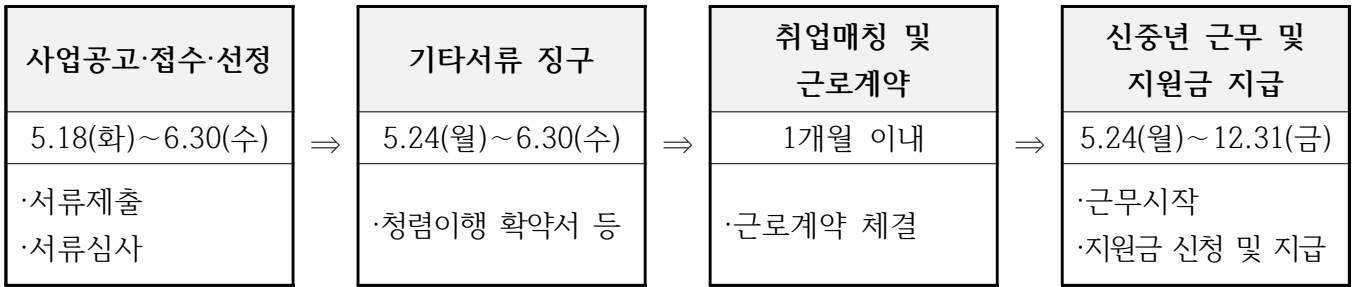 사업공고·접수·선정
5.18(화)~6.30(수)
·서류제출
·서류심사
⇒
기타서류 징구
5.24(월)~6.30(수)
·청렴이행 확약서 등
⇒
취업매칭 및
근로계약
1개월 이내
·근로계약 체결
⇒
신중년 근무 및
지원금 지급
5.24(월)~12.31(금)
·근무시작
·지원금 신청 및 지급